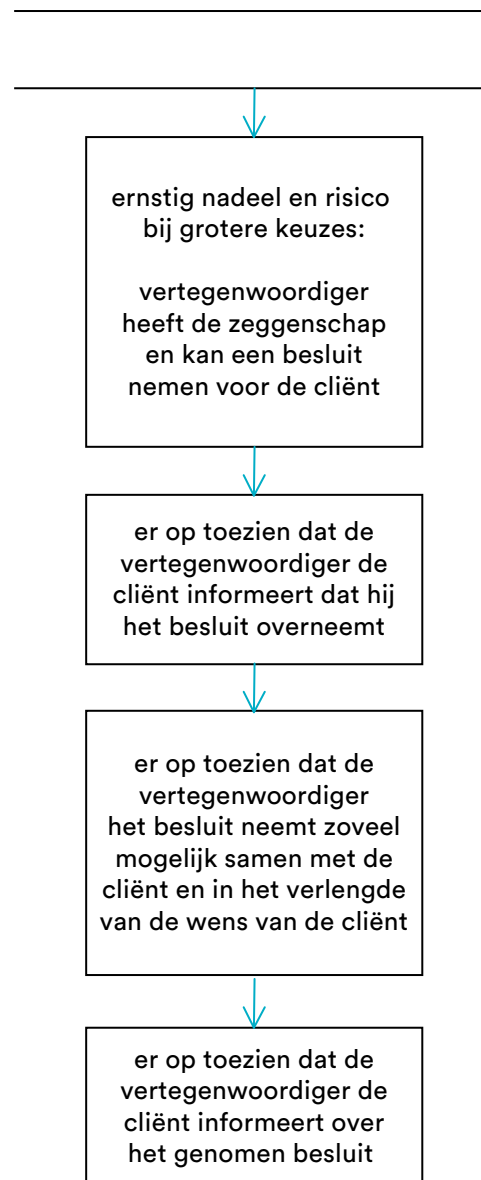 ernstig nadeel en risico
bij grotere keuzes:
vertegenwoordiger
heeft de zeggenschap
en kan een besluit
nemen voor de cliënt
er op toezien dat de
vertegenwoordiger de
cliënt informeert dat hij
het besluit overneemt
er op toezien dat de
vertegenwoordiger
het besluit neemt zoveel
mogelijk samen met de
cliënt en in het verlengde
van de wens van de cliënt
er op toezien dat de
vertegenwoordiger de
cliënt informeert over
het genomen besluit